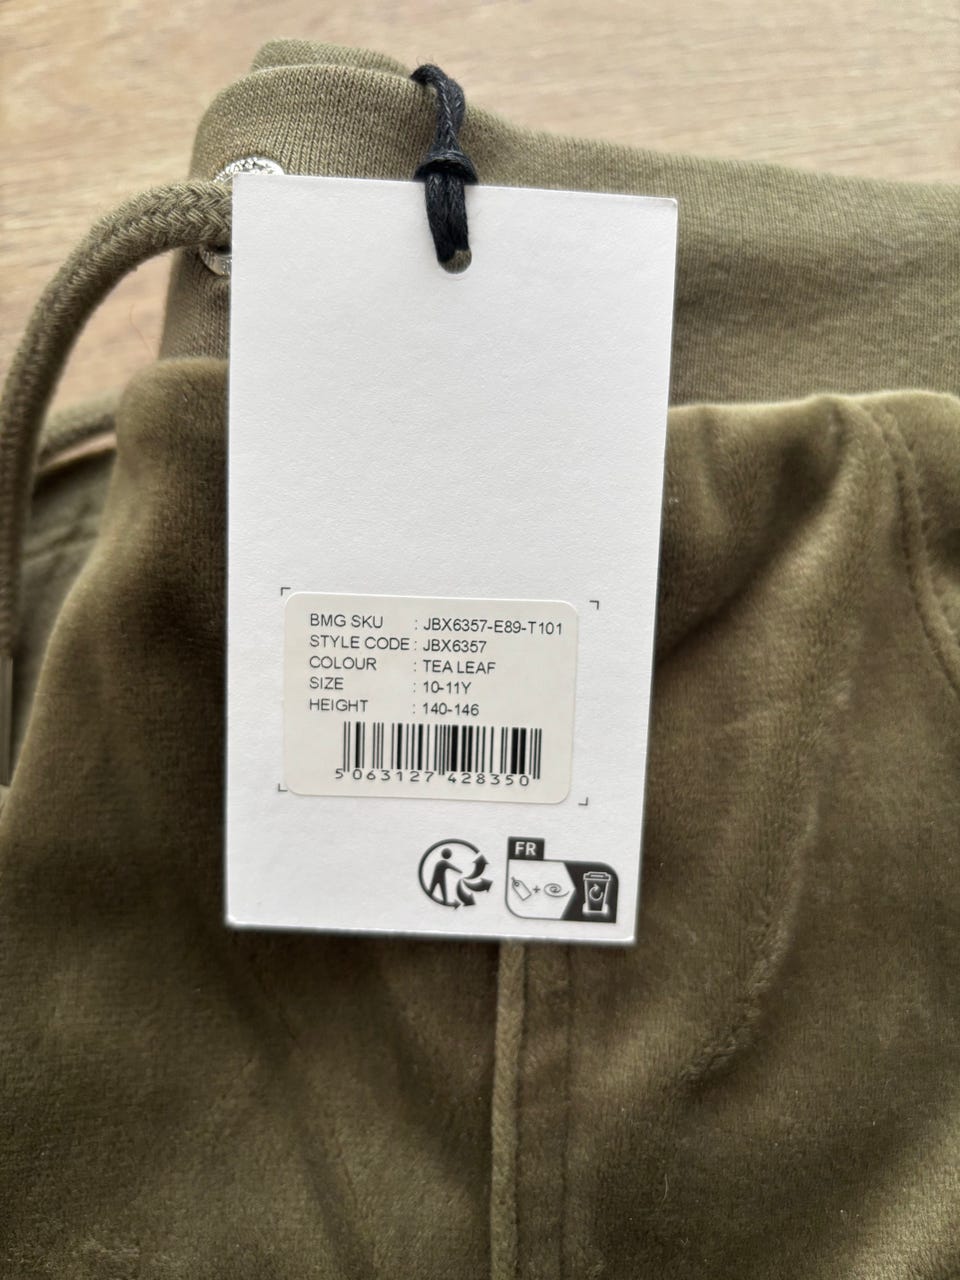 BMG SKU : JBX6357-E89-T101
STYLE CODE : JBX6357
COLOUR : TEA LEAF
SIZE : 10-11Y
HEIGHT : 140-146
5 063127 428350
FR